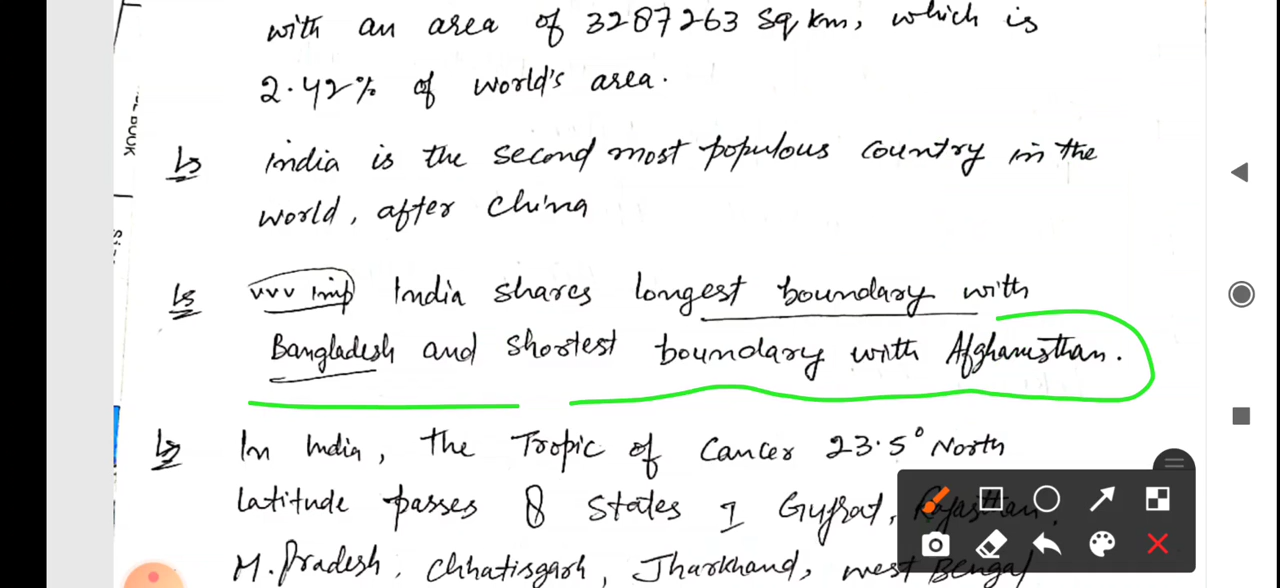 with an area of 3287263 Sq km, which is
2.42% of world's area.
India is the second most populous country in the
world, after China
vvv Imp India shares longest boundary with
Bangladesh and shortest boundary with Afghanisthan.
In India, the Tropic of Cancer 23.5° North
latitude passes 8 States Gujrat, Rajasthan,
M. Pradesh, Chhatisgarh, Jharkhand, West Bengal